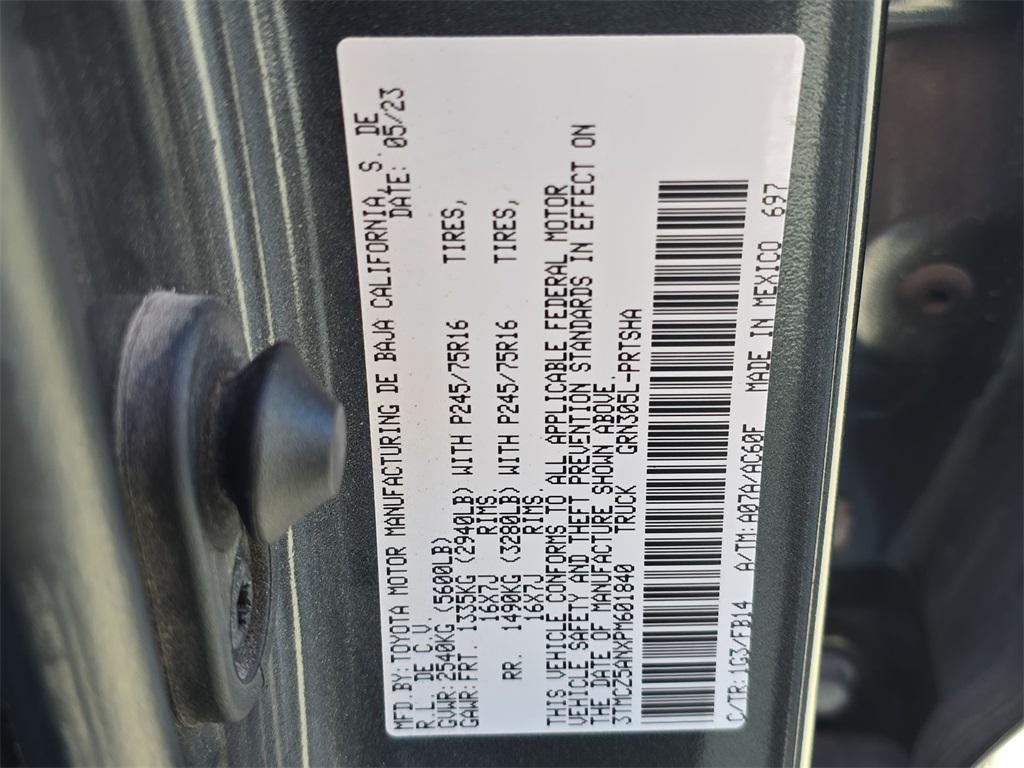 MFD.BY:TOYOTA MOTOR MANUFACTURING DE BAJA CALIFORNIA, S. DE
R.L. DE C.V. DATE: 05/23
GVWR:2540KG (5600LB)
GAWR:FRT. 1335KG (2940LB) WITH P245/75R16 TIRES,
16X7J RIMS.
RR. 1490KG (3280LB) WITH P245/75R16 TIRES,
16X7J RIMS.
THIS VEHICLE CONFORMS TO ALL APPLICABLE FEDERAL MOTOR
VEHICLE SAFETY AND THEFT PREVENTION STANDARDS IN EFFECT ON
THE DATE OF MANUFACTURE SHOWN ABOVE.
3TMCZ5ANXPM601840 TRUCK GRN305L-PRTSHA
C/TR:1G3/FB14 A/TM:A07A/AC60F MADE IN MEXICO 697